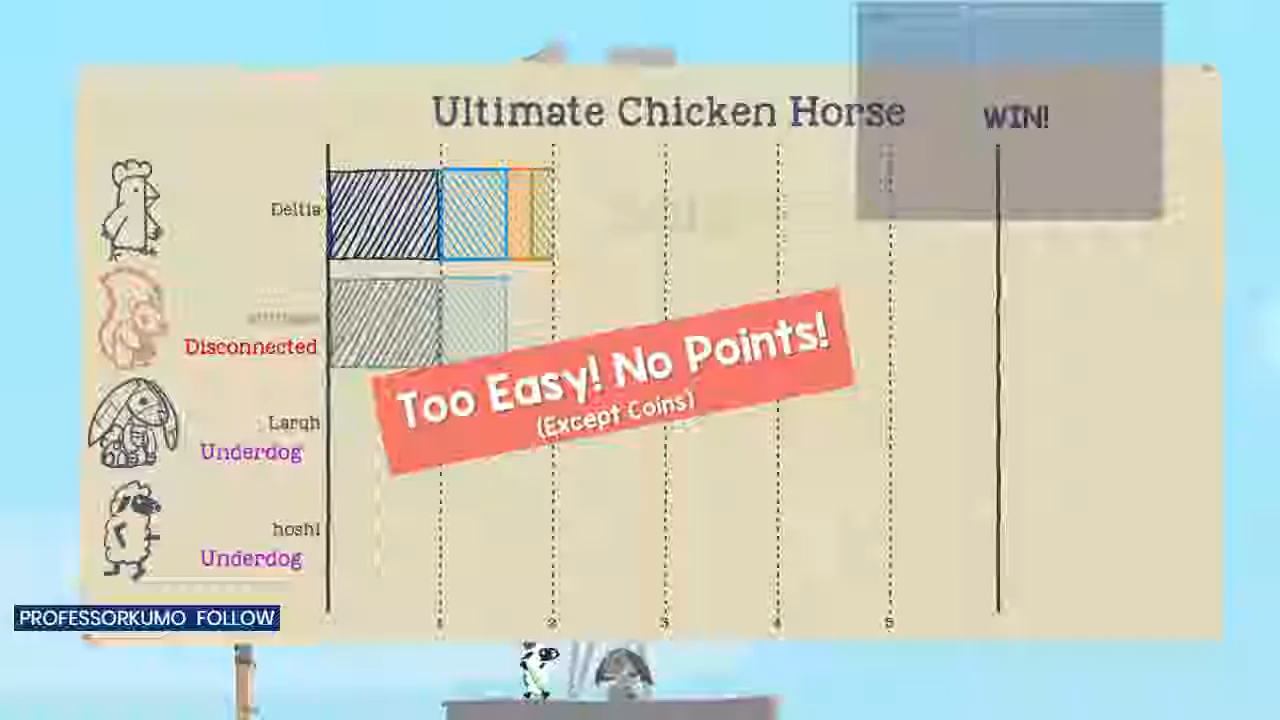 Ultimate Chicken Horse
WIN!
Deltis
Disconnected
Too Easy! No Points!
(Except Coins)
Larqh
Underdog
hoshi
Underdog
PROFESSORKUMO FOLLOW
1 2 3 4 5